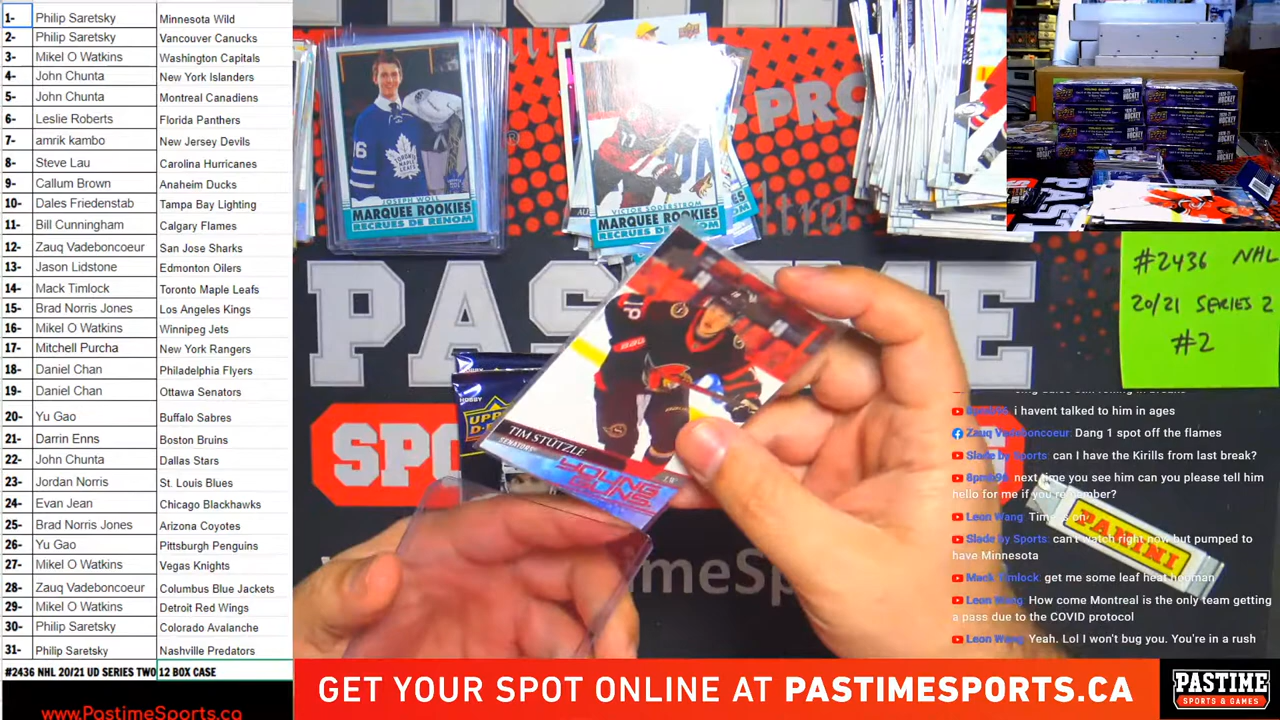 1- Philip Saretsky Minnesota Wild
2- Philip Saretsky Vancouver Canucks
3- Mikel O Watkins Washington Capitals
4- John Chunta New York Islanders
5- John Chunta Montreal Canadiens
6- Leslie Roberts Florida Panthers
7- amrik kambo New Jersey Devils
8- Steve Lau Carolina Hurricanes
9- Callum Brown Anaheim Ducks
10- Dales Friedenstab Tampa Bay Lighting
11- Bill Cunningham Calgary Flames
12- Zauq Vadeboncoeur San Jose Sharks
13- Jason Lidstone Edmonton Oilers
14- Mack Timlock Toronto Maple Leafs
15- Brad Norris Jones Los Angeles Kings
16- Mikel O Watkins Winnipeg Jets
17- Mitchell Purcha New York Rangers
18- Daniel Chan Philadelphia Flyers
19- Daniel Chan Ottawa Senators
20- Yu Gao Buffalo Sabres
21- Darrin Enns Boston Bruins
22- John Chunta Dallas Stars
23- Jordan Norris St. Louis Blues
24- Evan Jean Chicago Blackhawks
25- Brad Norris Jones Arizona Coyotes
26- Yu Gao Pittsburgh Penguins
27- Mikel O Watkins Vegas Knights
28- Zauq Vadeboncoeur Columbus Blue Jackets
29- Mikel O Watkins Detroit Red Wings
30- Philip Saretsky Colorado Avalanche
31- Philip Saretsky Nashville Predators
#2436 NHL 20/21 UD SERIES TWO 12 BOX CASE
www.PastimeSports.ca
JOSEPH WOLL
MARQUEE ROOKIES
RECRUES DE RENOM
VICTOR SODERSTROM
MARQUEE ROOKIES
RECRUES DE RENOM
TIM STÜTZLE
SENATORS
YOUNG GUNS
HOBBY
PANINI
#2436 NHL
20/21 SERIES 2
#2
i havent talked to him in ages
Zauq Vadeboncoeur: Dang 1 spot off the flames
Slade by Sports: can I have the Kirills from last break?
next time you see him can you please tell him
hello for me if you remember?
Leon Wang:
Slade by Sports: can't watch right now but pumped to
have Minnesota
Mack Timlock: get me some leaf heat
Leon Wang: How come Montreal is the only team getting
a pass due to the COVID protocol
Leon Wang: Yeah. Lol I won't bug you. You're in a rush
GET YOUR SPOT ONLINE AT PASTIMESPORTS.CA
PASTIME
SPORTS & GAMES